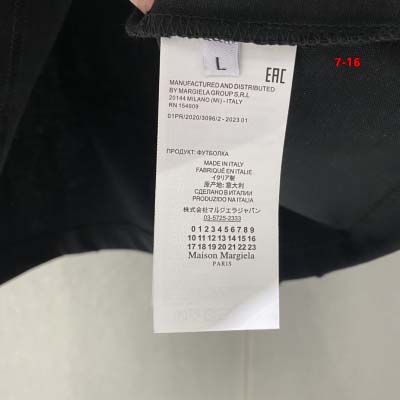 7-16
L
EAC
MANUFACTURED AND DISTRIBUTED
BY MARGIELA GROUP S.R.L
20144 MILANO (MI) - ITALY
RN 154909
01PR/2020/3096/2 - 2023 01
ПРОДУКТ: ФУТБОЛКА
MADE IN ITALY
FABRIQUÉ EN ITALIE
イタリア製
原产地: 意大利
СДЕЛАНО В ИТАЛИИ
PRODUZIDO NA ITALIA
株式会社マルジェラジャパン
03-5725-2333
0 1 2 3 4 5 6 7 8 9
10 11 12 13 14 15 16
17 18 19 20 21 22 23
Maison Margiela
PARIS